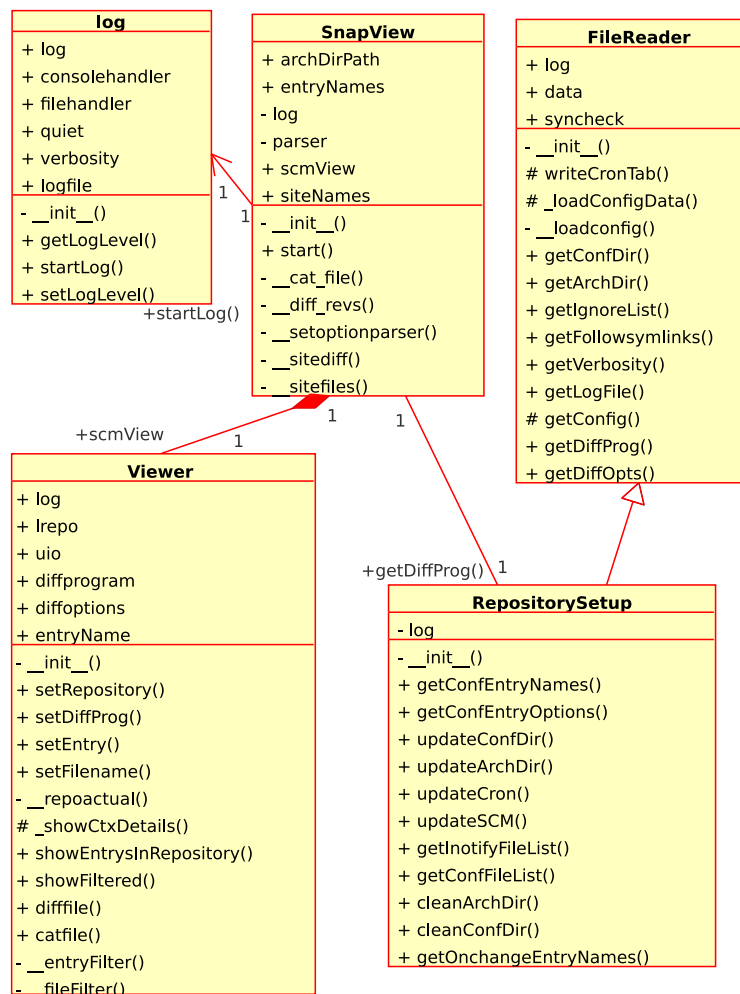 log
+ log
+ consolehandler
+ filehandler
+ quiet
+ verbosity
+ logfile
- __init__()
+ getLogLevel()
+ startLog()
+ setLogLevel()
SnapView
+ archDirPath
+ entryNames
- log
- parser
+ scmView
+ siteNames
- __init__()
+ start()
- __cat_file()
- __diff_revs()
- __setoptionparser()
- __sitediff()
- __sitefiles()
FileReader
+ log
+ data
+ syncheck
- __init__()
# writeCronTab()
# _loadConfigData()
- __loadconfig()
+ getConfDir()
+ getArchDir()
+ getIgnoreList()
+ getFollowsymlinks()
+ getVerbosity()
+ getLogFile()
# getConfig()
+ getDiffProg()
+ getDiffOpts()
1
1
+startLog()
1
1
+scmView
1
1
+getDiffProg()
Viewer
+ log
+ lrepo
+ uio
+ diffprogram
+ diffoptions
+ entryName
- __init__()
+ setRepository()
+ setDiffProg()
+ setEntry()
+ setFilename()
- __repoactual()
# _showCtxDetails()
+ showEntrysInRepository()
+ showFiltered()
+ difffile()
+ catfile()
- __entryFilter()
- __fileFilter()
RepositorySetup
- log
- __init__()
+ getConfEntryNames()
+ getConfEntryOptions()
+ updateConfDir()
+ updateArchDir()
+ updateCron()
+ updateSCM()
+ getInotifyFileList()
+ getConfFileList()
+ cleanArchDir()
+ cleanConfDir()
+ getOnchangeEntryNames()